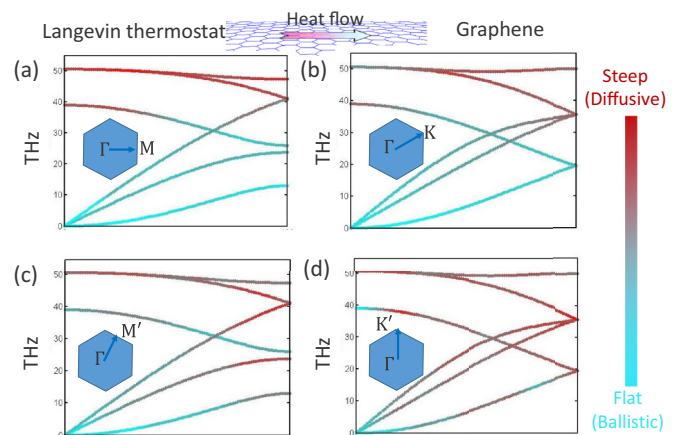 Langevin thermostat Heat flow Graphene
(a) (b)
50 50
40 40
30 30
20 20
10 10
0 0
THz THz
Γ M Γ K
Steep
(Diffusive)
(c) (d)
50 50
40 40
30 30
20 20
10 10
0 0
THz THz
Γ M′ Γ K′
Flat
(Ballistic)